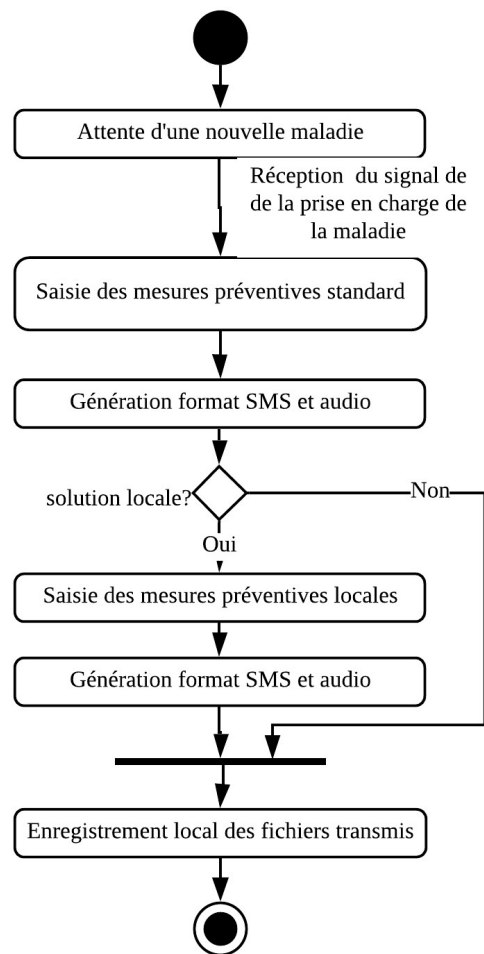 Attente d'une nouvelle maladie
Réception du signal de
de la prise en charge de
la maladie
Saisie des mesures préventives standard
Génération format SMS et audio
solution locale?
Non
Oui
Saisie des mesures préventives locales
Génération format SMS et audio
Enregistrement local des fichiers transmis